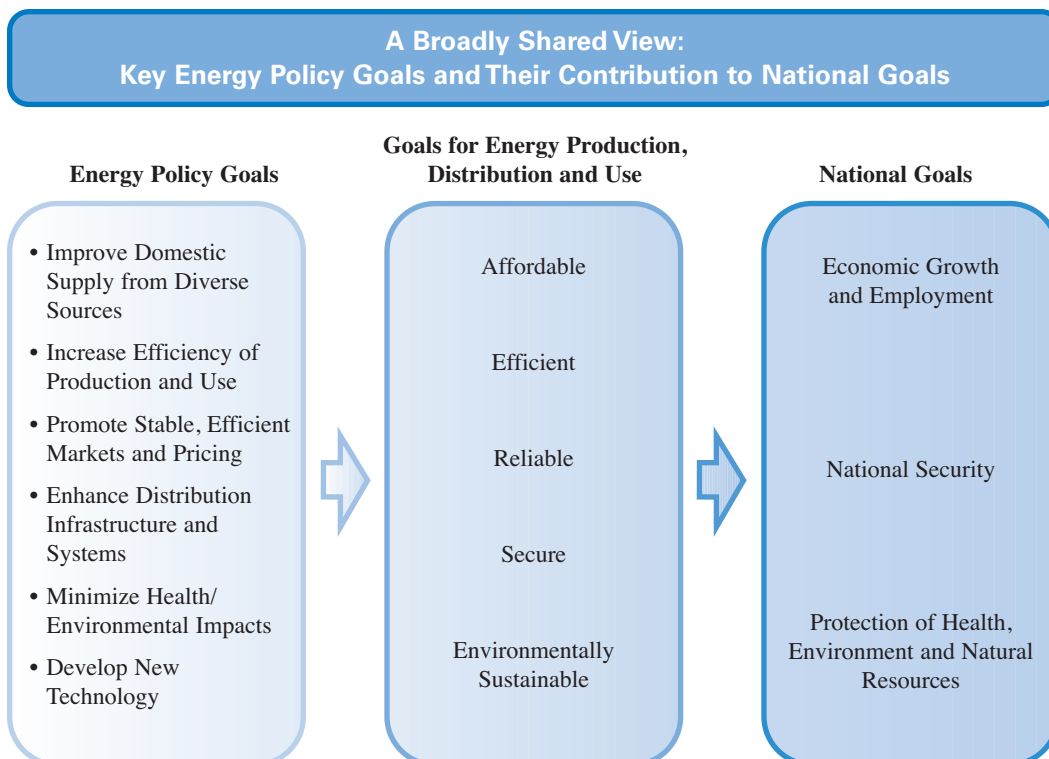 A Broadly Shared View:
Key Energy Policy Goals and Their Contribution to National Goals
Energy Policy Goals
• Improve Domestic
Supply from Diverse
Sources
• Increase Efficiency of
Production and Use
• Promote Stable, Efficient
Markets and Pricing
• Enhance Distribution
Infrastructure and
Systems
• Minimize Health/
Environmental Impacts
• Develop New
Technology
Goals for Energy Production,
Distribution and Use
Affordable
Efficient
Reliable
Secure
Environmentally
Sustainable
National Goals
Economic Growth
and Employment
National Security
Protection of Health,
Environment and Natural
Resources